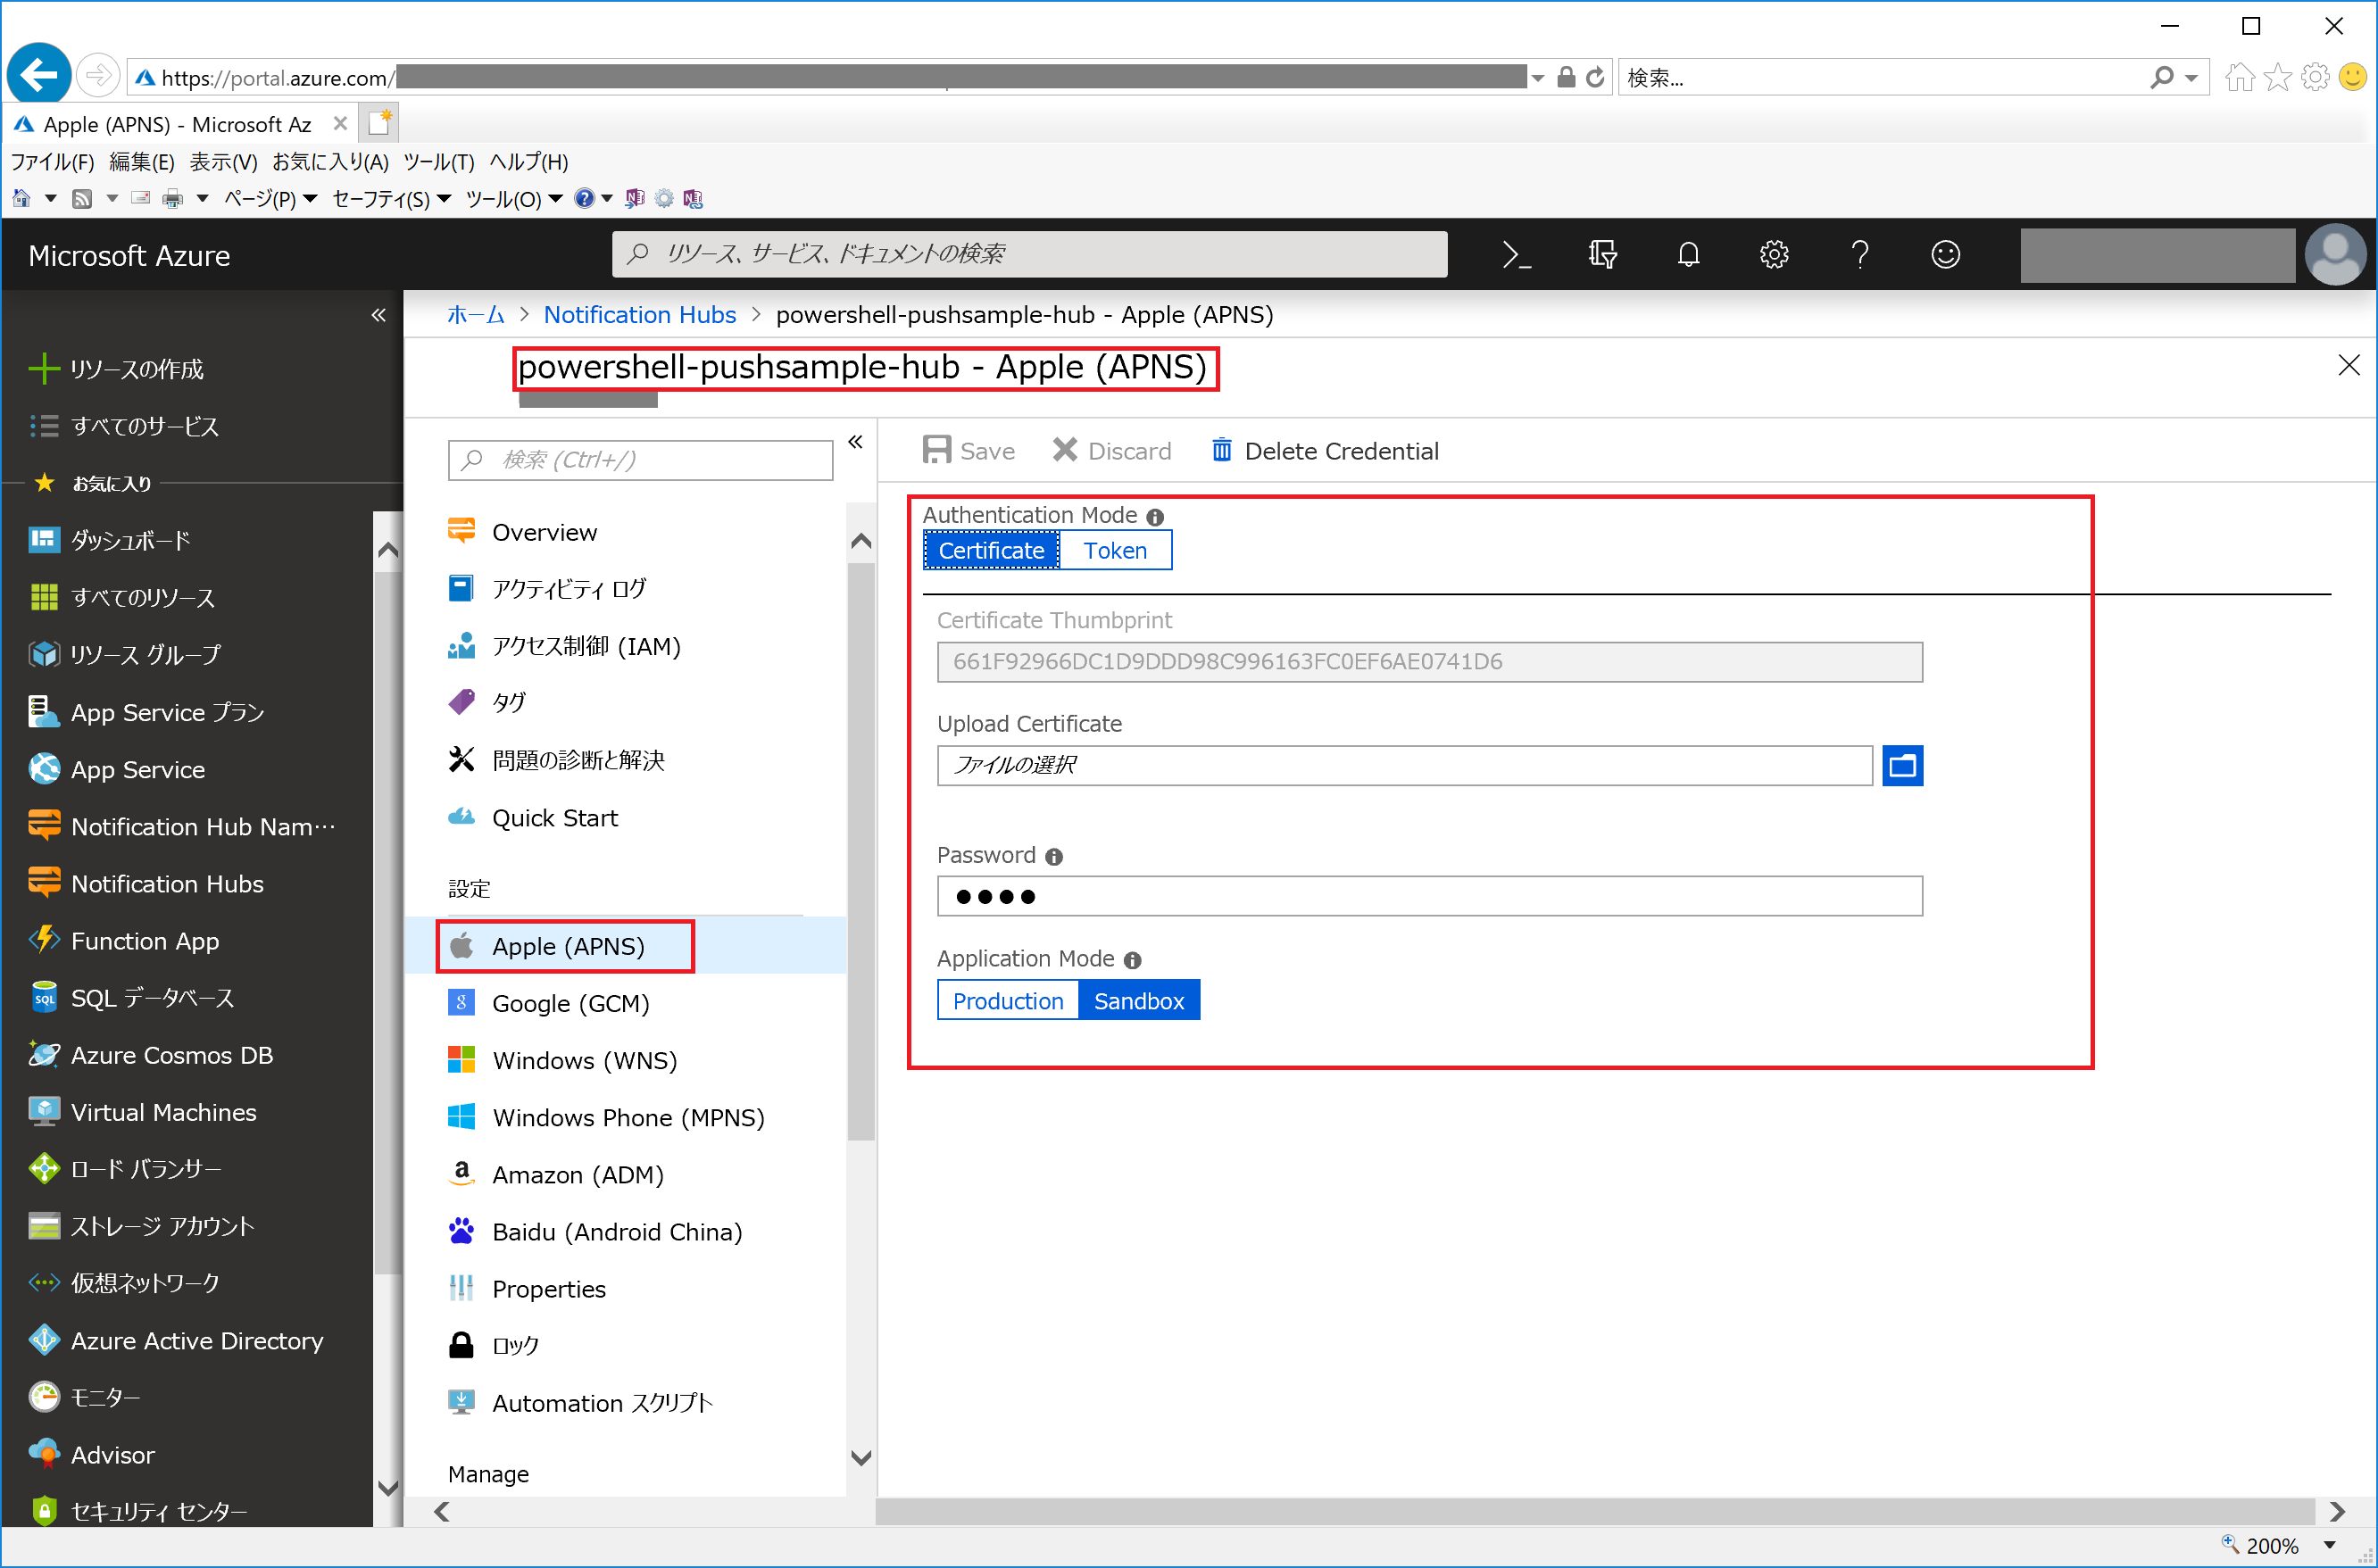 https://portal.azure.com/
検索...
Apple (APNS) - Microsoft Az
ファイル(F) 編集(E) 表示(V) お気に入り(A) ツール(T) ヘルプ(H)
ページ(P) セーフティ(S) ツール(O)
Microsoft Azure
リソース、サービス、ドキュメントの検索
ホーム > Notification Hubs > powershell-pushsample-hub - Apple (APNS)
powershell-pushsample-hub - Apple (APNS)
リソースの作成
すべてのサービス
お気に入り
ダッシュボード
すべてのリソース
リソース グループ
App Service プラン
App Service
Notification Hub Nam…
Notification Hubs
Function App
SQL データベース
Azure Cosmos DB
Virtual Machines
ロード バランサー
ストレージ アカウント
仮想ネットワーク
Azure Active Directory
モニター
Advisor
セキュリティ センター
検索 (Ctrl+/)
Overview
アクティビティ ログ
アクセス制御 (IAM)
タグ
問題の診断と解決
Quick Start
設定
Apple (APNS)
Google (GCM)
Windows (WNS)
Windows Phone (MPNS)
Amazon (ADM)
Baidu (Android China)
Properties
ロック
Automation スクリプト
Manage
Save Discard Delete Credential
Authentication Mode
Certificate Token
Certificate Thumbprint
661F92966DC1D9DDD98C996163FC0EF6AE0741D6
Upload Certificate
ファイルの選択
Password
●●●●
Application Mode
Production Sandbox
200%